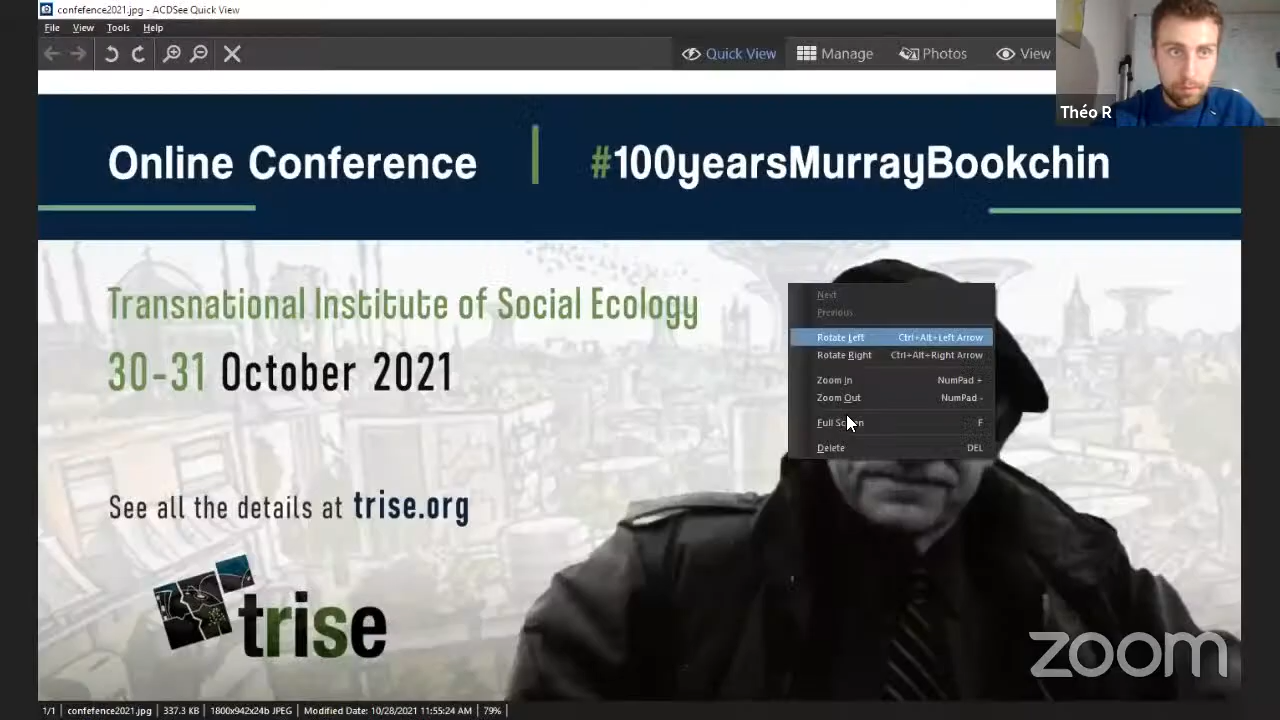 confefence2021.jpg - ACDSee Quick View
File View Tools Help
Quick View Manage Photos View
Théo R
Online Conference #100yearsMurrayBookchin
Transnational Institute of Social Ecology
30-31 October 2021
See all the details at trise.org
trise
Next
Previous
Rotate Left Ctrl+Alt+Left Arrow
Rotate Right Ctrl+Alt+Right Arrow
Zoom In NumPad +
Zoom Out NumPad -
Full Screen F
Delete DEL
zoom
1/1 confefence2021.jpg 337.3 KB 1800x942x24b JPEG Modified Date: 10/28/2021 11:55:24 AM 79%